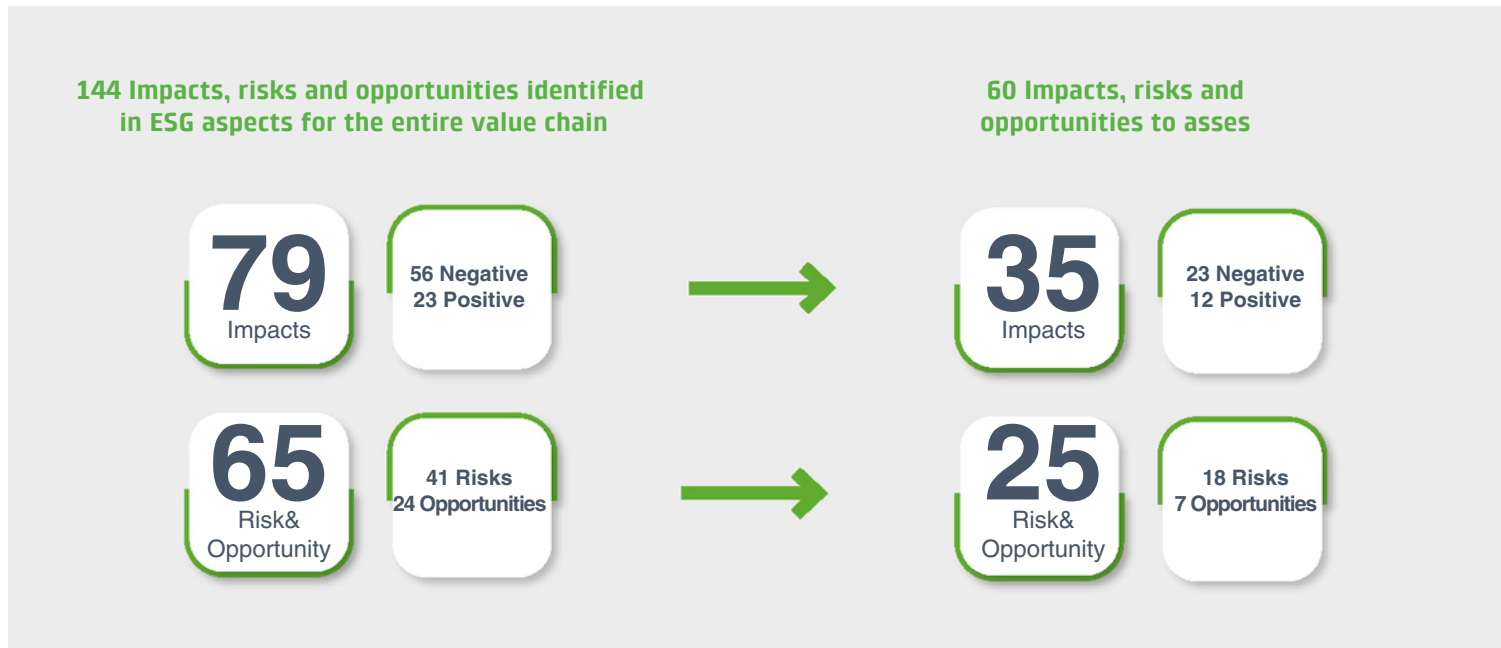 144 Impacts, risks and opportunities identified
in ESG aspects for the entire value chain
60 Impacts, risks and
opportunities to asses
79
Impacts
56 Negative
23 Positive
35
Impacts
23 Negative
12 Positive
65
Risk&
Opportunity
41 Risks
24 Opportunities
25
Risk&
Opportunity
18 Risks
7 Opportunities